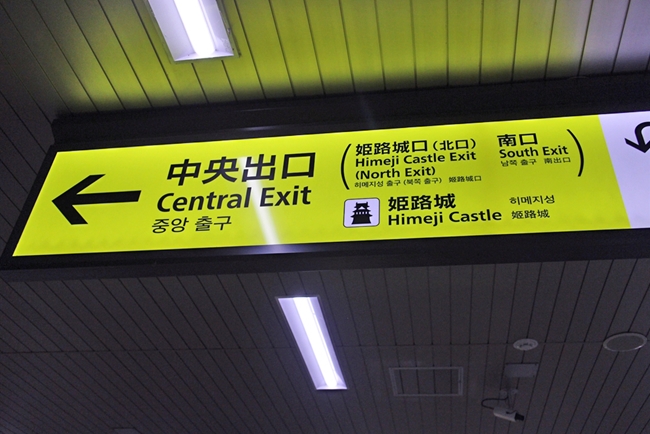 中央出口
Central Exit
중앙 출구
(姫路城口(北口)
Himeji Castle Exit
(North Exit)
히메지성 출구 (북쪽 출구) 姬路城口
南口
South Exit
남쪽 출구 南出口)
姫路城
Himeji Castle
히메지성
姬路城